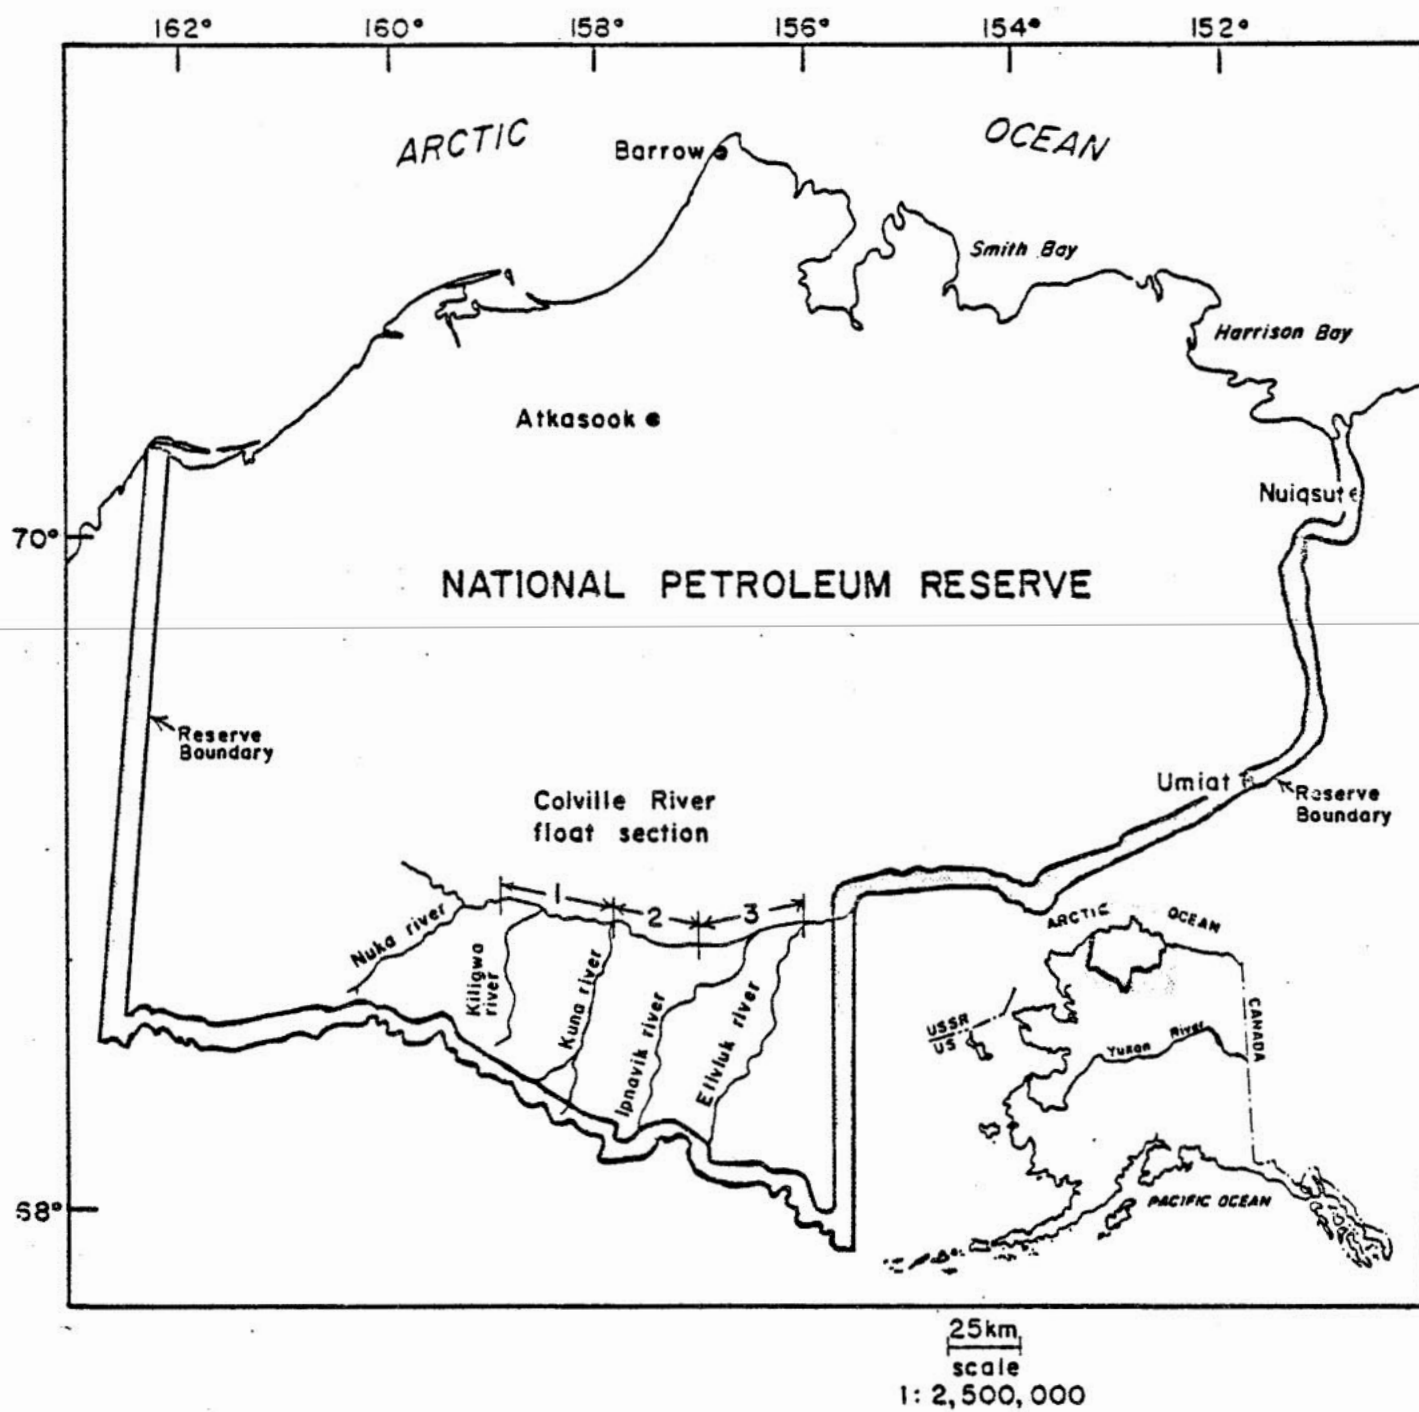 162° 160° 158° 156° 154° 152°
ARCTIC OCEAN
Barrow
Smith Bay
Harrison Bay
Atkasook
Nuiqsut
70°
NATIONAL PETROLEUM RESERVE
Reserve
Boundary
Umiat
Reserve
Boundary
Colville River
float section
1
2
3
Nuka river
Kiligwa
river
Kuna river
Ipnavik river
Etivluk river
ARCTIC OCEAN
USSR
US
CANADA
Yukon River
PACIFIC OCEAN
68°
25km
scale
1: 2,500,000